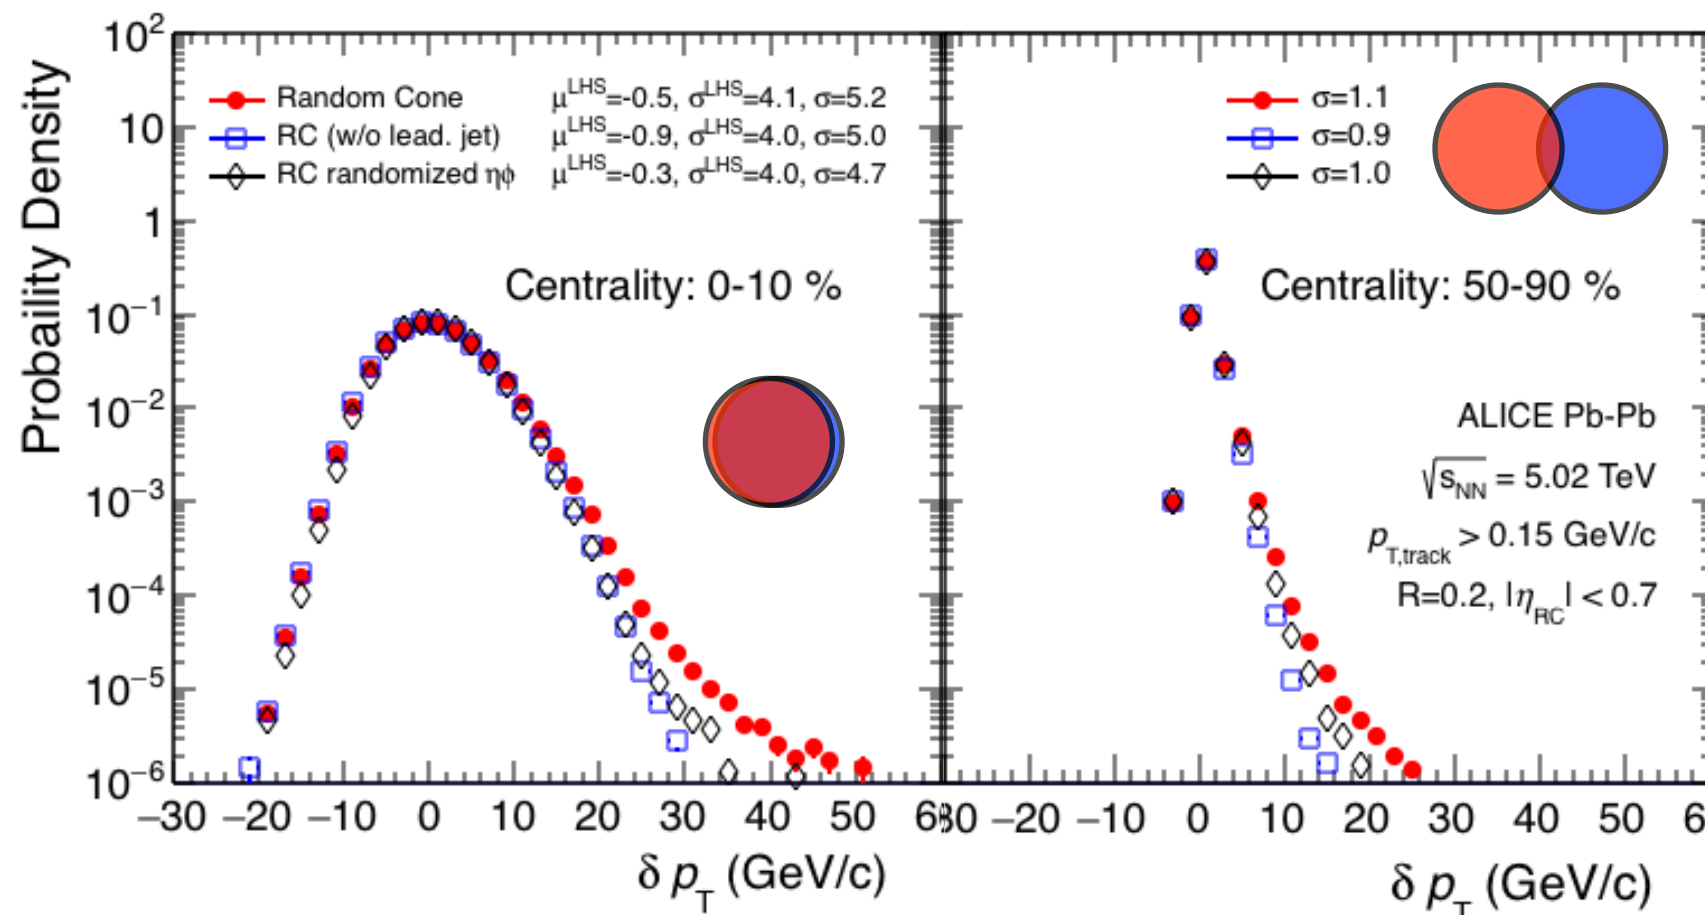 Probability Density
10²
10
1
10⁻¹
10⁻²
10⁻³
10⁻⁴
10⁻⁵
10⁻⁶
Random Cone μ^LHS=-0.5, σ^LHS=4.1, σ=5.2
RC (w/o lead. jet) μ^LHS=-0.9, σ^LHS=4.0, σ=5.0
RC randomized ηϕ μ^LHS=-0.3, σ^LHS=4.0, σ=4.7
Centrality: 0-10 %
−30 −20 −10 0 10 20 30 40 50
δ p_T (GeV/c)
σ=1.1
σ=0.9
σ=1.0
Centrality: 50-90 %
ALICE Pb-Pb
√s_NN = 5.02 TeV
p_T,track > 0.15 GeV/c
R=0.2, |η_RC| < 0.7
−20 −10 0 10 20 30 40 50
δ p_T (GeV/c)